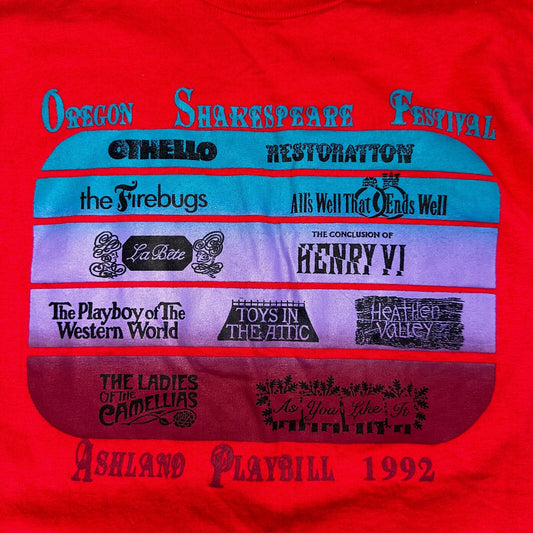 OREGON SHAKESPEARE FESTIVAL
OTHELLO RESTORATION
the Firebugs All's Well That Ends Well
La Bête THE CONCLUSION OF
HENRY VI
The Playboy of The
Western World
TOYS IN
THE ATTIC
Heathen
Valley
THE LADIES
OF THE
CAMELLIAS
As You Like It
ASHLAND PLAYBILL 1992